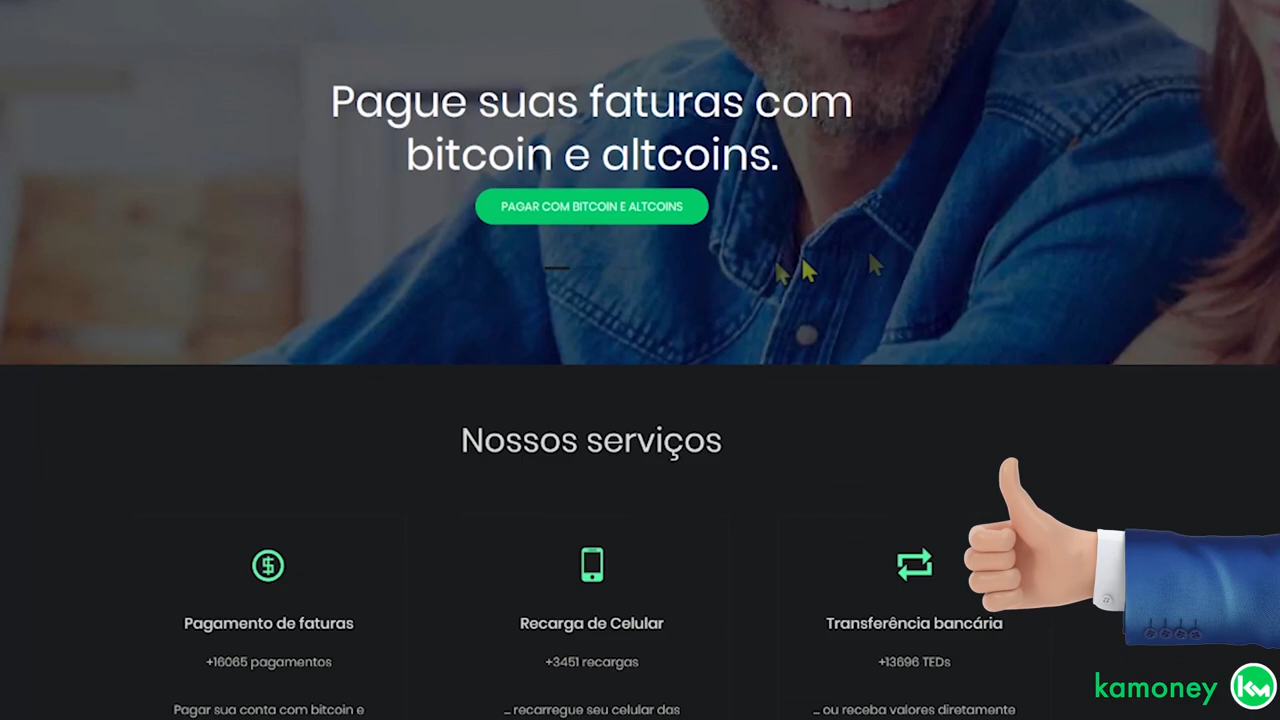 Pague suas faturas com
bitcoin e altcoins.
PAGAR COM BITCOIN E ALTCOINS
Nossos serviços
Pagamento de faturas
+16065 pagamentos
Pagar sua conta com bitcoin e
Recarga de Celular
+3451 recargas
... recarregue seu celular das
Transferência bancária
+13696 TEDs
... ou receba valores diretamente
kamoney